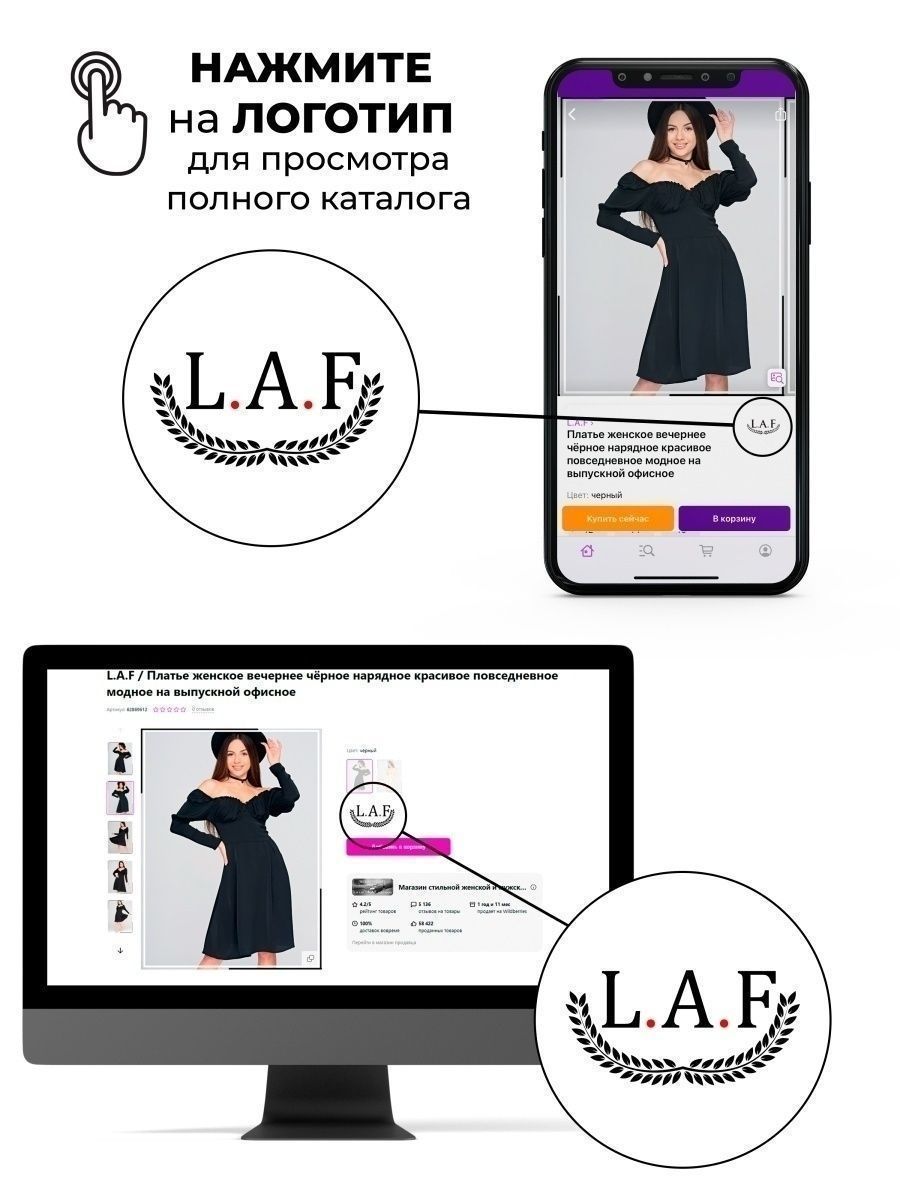 НАЖМИТЕ
на ЛОГОТИП
для просмотра
полного каталога
L.A.F
L.A.F ›
L.A.F
Платье женское вечернее
чёрное нарядное красивое
повседневное модное на
выпускной офисное
Цвет: черный
Купить сейчас
В корзину
L.A.F / Платье женское вечернее чёрное нарядное красивое повседневное
модное на выпускной офисное
Артикул:
0 отзывов
Цвет: черный
L.A.F
Добавить в корзину
Магазин стильной женской и мужск...
4.2/5
рейтинг товаров
5 136
отзывов на товары
1 год и 11 мес
продает на Wildberries
100%
доставок вовремя
58 422
проданных товаров
Перейти в магазин продавца
L.A.F